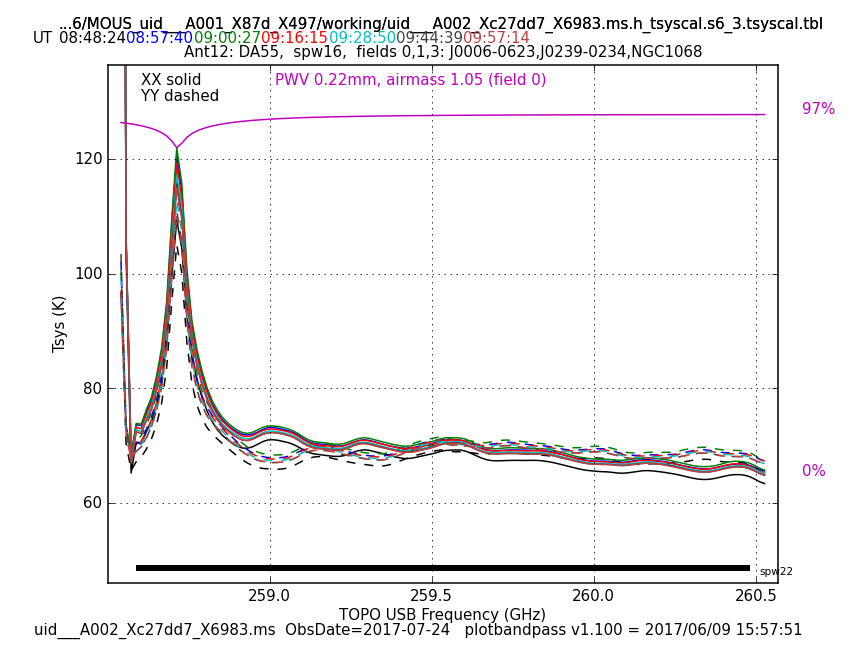 ...6/MOUS_uid___A001_X87d_X497/working/uid___A002_Xc27dd7_X6983.ms.h_tsyscal.s6_3.tsyscal.tbl
UT 08:48:24 08:57:40 09:00:27 09:16:15 09:28:50 09:44:39 09:57:14
Ant12: DA55, spw16, fields 0,1,3: J0006-0623,J0239-0234,NGC1068
XX solid
PWV 0.22mm, airmass 1.05 (field 0)
YY dashed
97%
120
100
80
60
0%
Tsys (K)
spw22
259.0 259.5 260.0 260.5
TOPO USB Frequency (GHz)
uid___A002_Xc27dd7_X6983.ms ObsDate=2017-07-24 plotbandpass v1.100 = 2017/06/09 15:57:51